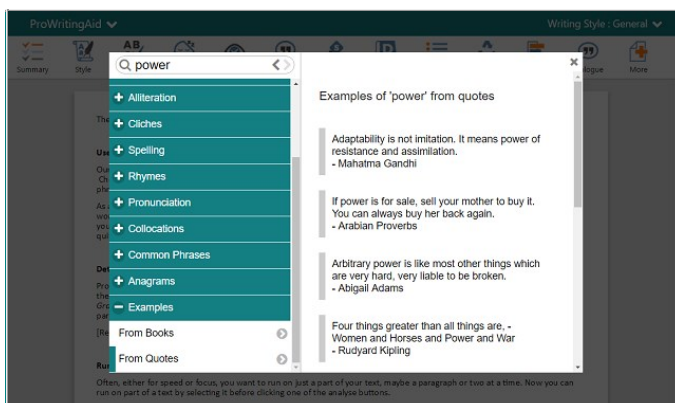 ProWritingAid
Writing Style : General
Summary
Style
More
power
Alliteration
Cliches
Spelling
Rhymes
Pronunciation
Collocations
Common Phrases
Anagrams
Examples
From Books
From Quotes
Examples of 'power' from quotes
Adaptability is not imitation. It means power of
resistance and assimilation.
- Mahatma Gandhi
If power is for sale, sell your mother to buy it.
You can always buy her back again.
- Arabian Proverbs
Arbitrary power is like most other things which
are very hard, very liable to be broken.
- Abigail Adams
Four things greater than all things are, -
Women and Horses and Power and War
- Rudyard Kipling
Often, either for speed or focus, you want to run on just a part of your text, maybe a paragraph or two at a time. Now you can
run on part of a text by selecting it before clicking one of the analyse buttons.